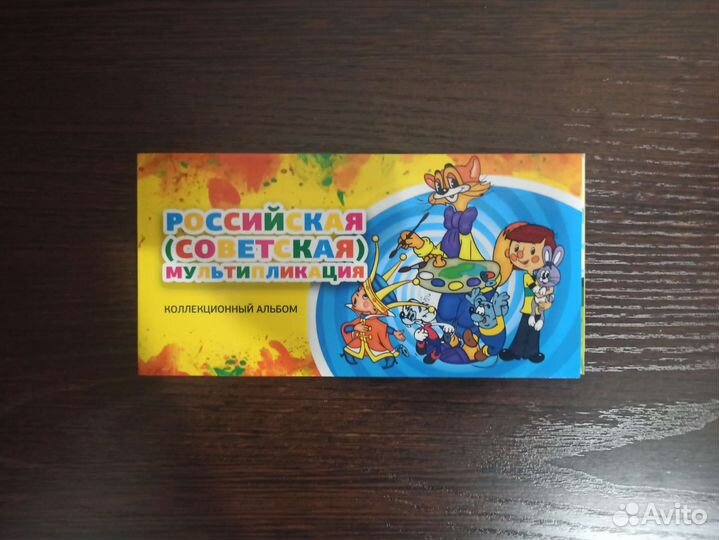 РОССИЙСКАЯ
(СОВЕТСКАЯ)
МУЛЬТИПЛИКАЦИЯ
КОЛЛЕКЦИОННЫЙ АЛЬБОМ
Avito